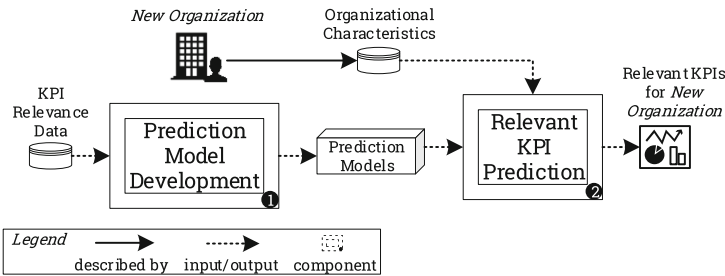 New Organization
Organizational
Characteristics
KPI
Relevance
Data
Prediction
Model
Development
1
Prediction
Models
Relevant
KPI
Prediction
2
Relevant KPIs
for New
Organization
Legend
described by
input/output
component